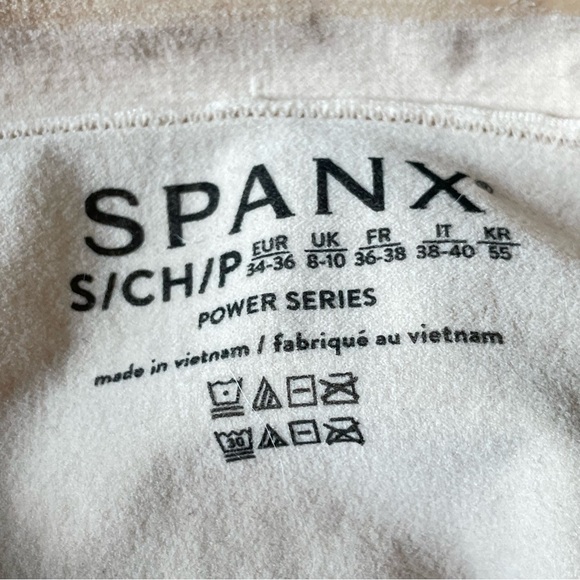 SPANX®
S/CH/P EUR 34-36 UK 8-10 FR 36-38 IT 38-40 KR 55
POWER SERIES
made in vietnam / fabriqué au vietnam
30